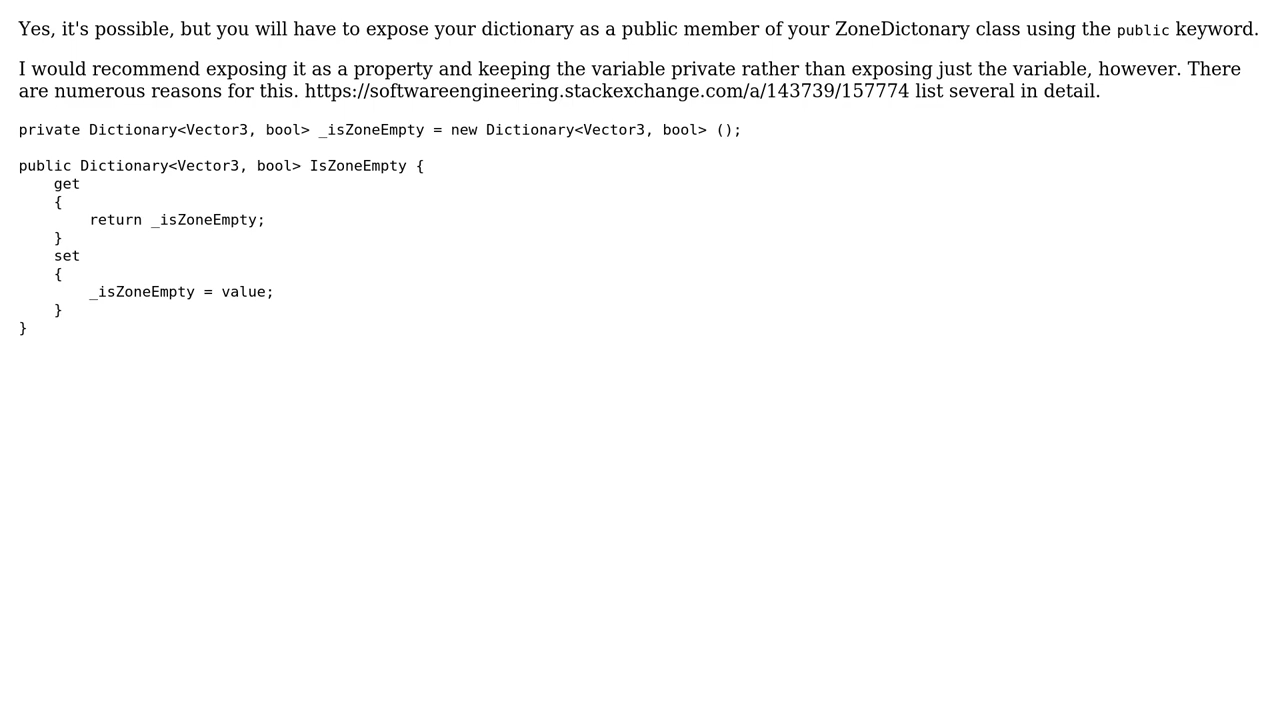 Yes, it's possible, but you will have to expose your dictionary as a public member of your ZoneDictonary class using the public keyword.
I would recommend exposing it as a property and keeping the variable private rather than exposing just the variable, however. There
are numerous reasons for this. https://softwareengineering.stackexchange.com/a/143739/157774 list several in detail.
private Dictionary<Vector3, bool> _isZoneEmpty = new Dictionary<Vector3, bool> ();
public Dictionary<Vector3, bool> IsZoneEmpty {
    get
    {
        return _isZoneEmpty;
    }
    set
    {
        _isZoneEmpty = value;
    }
}